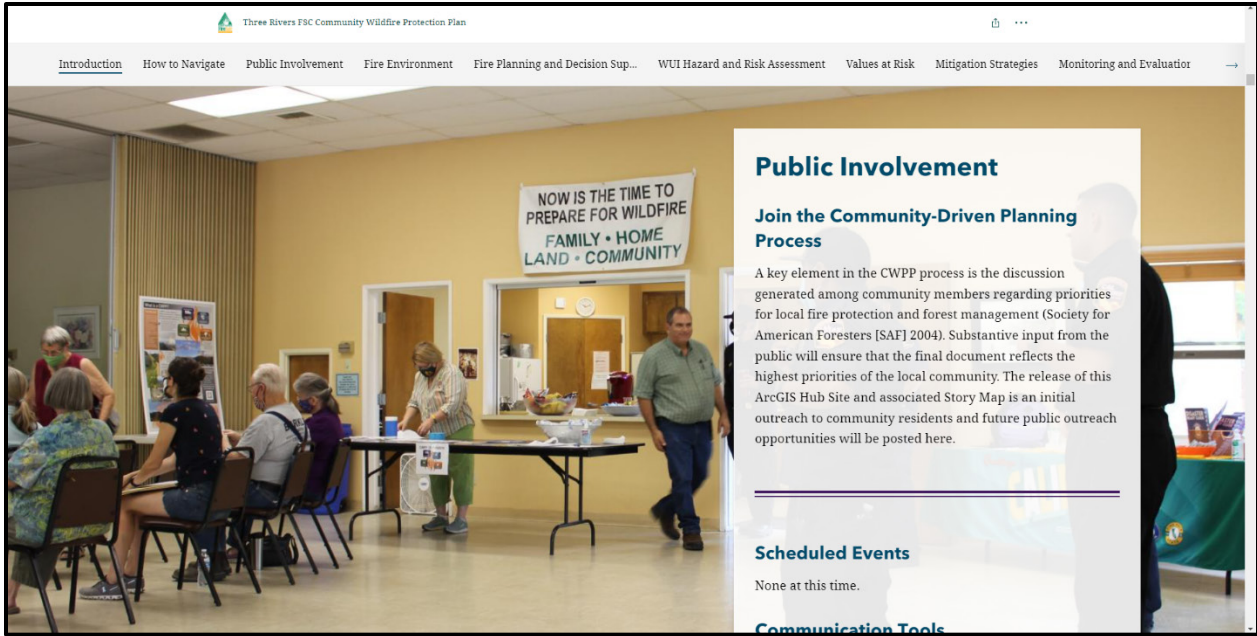 Three Rivers FSC Community Wildfire Protection Plan
Introduction How to Navigate Public Involvement Fire Environment Fire Planning and Decision Sup... WUI Hazard and Risk Assessment Values at Risk Mitigation Strategies Monitoring and Evaluation
NOW IS THE TIME TO
PREPARE FOR WILDFIRE
FAMILY • HOME
LAND • COMMUNITY
Public Involvement
Join the Community-Driven Planning
Process
A key element in the CWPP process is the discussion
generated among community members regarding priorities
for local fire protection and forest management (Society for
American Foresters [SAF] 2004). Substantive input from the
public will ensure that the final document reflects the
highest priorities of the local community. The release of this
ArcGIS Hub Site and associated Story Map is an initial
outreach to community residents and future public outreach
opportunities will be posted here.
Scheduled Events
None at this time.
Communication Tools